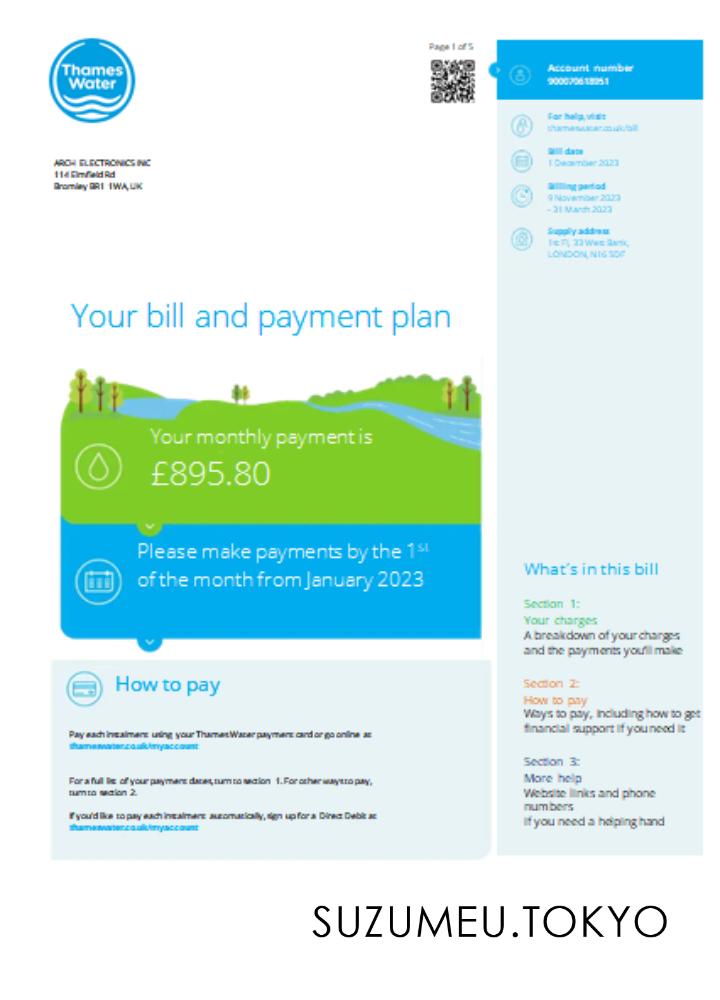 Thames
Water
Page 1 of 5
ARCH ELECTRONICS INC
114 Elmfield Rd
Bromley BR1 1WA, UK
Account number
900070618951
For help, visit
thameswater.co.uk/bill
Bill date
1 December 2023
Billing period
9 November 2023
- 31 March 2023
Supply address
1st Fl, 33 West Bank,
LONDON, N16 5DF
Your bill and payment plan
Your monthly payment is
£895.80
Please make payments by the 1st
of the month from January 2023
How to pay
Pay each instalment using your Thames Water payment card or go online at
thameswater.co.uk/myaccount
For a full list of your payment dates, turn to section 1. For other ways to pay,
turn to section 2.
If you'd like to pay each instalment automatically, sign up for a Direct Debit at
thameswater.co.uk/myaccount
What's in this bill
Section 1:
Your charges
A breakdown of your charges
and the payments you'll make
Section 2:
How to pay
Ways to pay, including how to get
financial support if you need it
Section 3:
More help
Website links and phone
numbers
if you need a helping hand
SUZUMEU.TOKYO